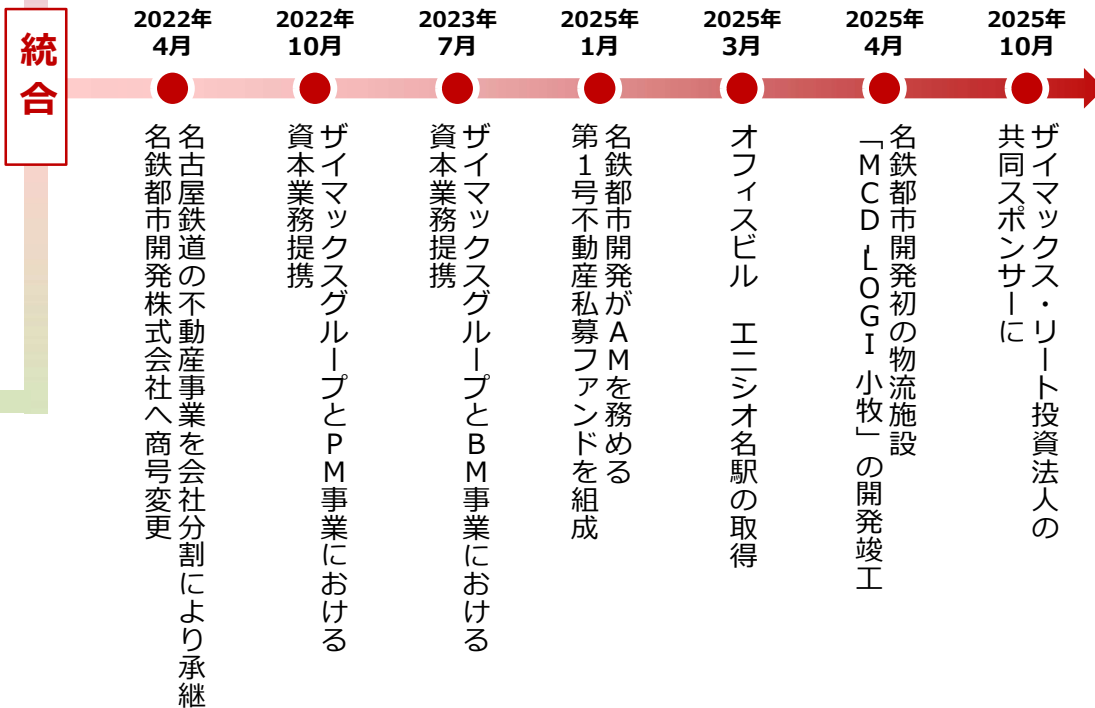 統合
2022年
4月
名古屋鉄道の不動産事業を会社分割により承継
名鉄都市開発株式会社へ商号変更
2022年
10月
ザイマックスグループとPM事業における
資本業務提携
2023年
7月
ザイマックスグループとBM事業における
資本業務提携
2025年
1月
名鉄都市開発がAMを務める
第1号不動産私募ファンドを組成
2025年
3月
オフィスビル　エニシオ名駅の取得
2025年
4月
名鉄都市開発初の物流施設
「MCD LOGI 小牧」の開発竣工
2025年
10月
ザイマックス・リート投資法人の
共同スポンサーに